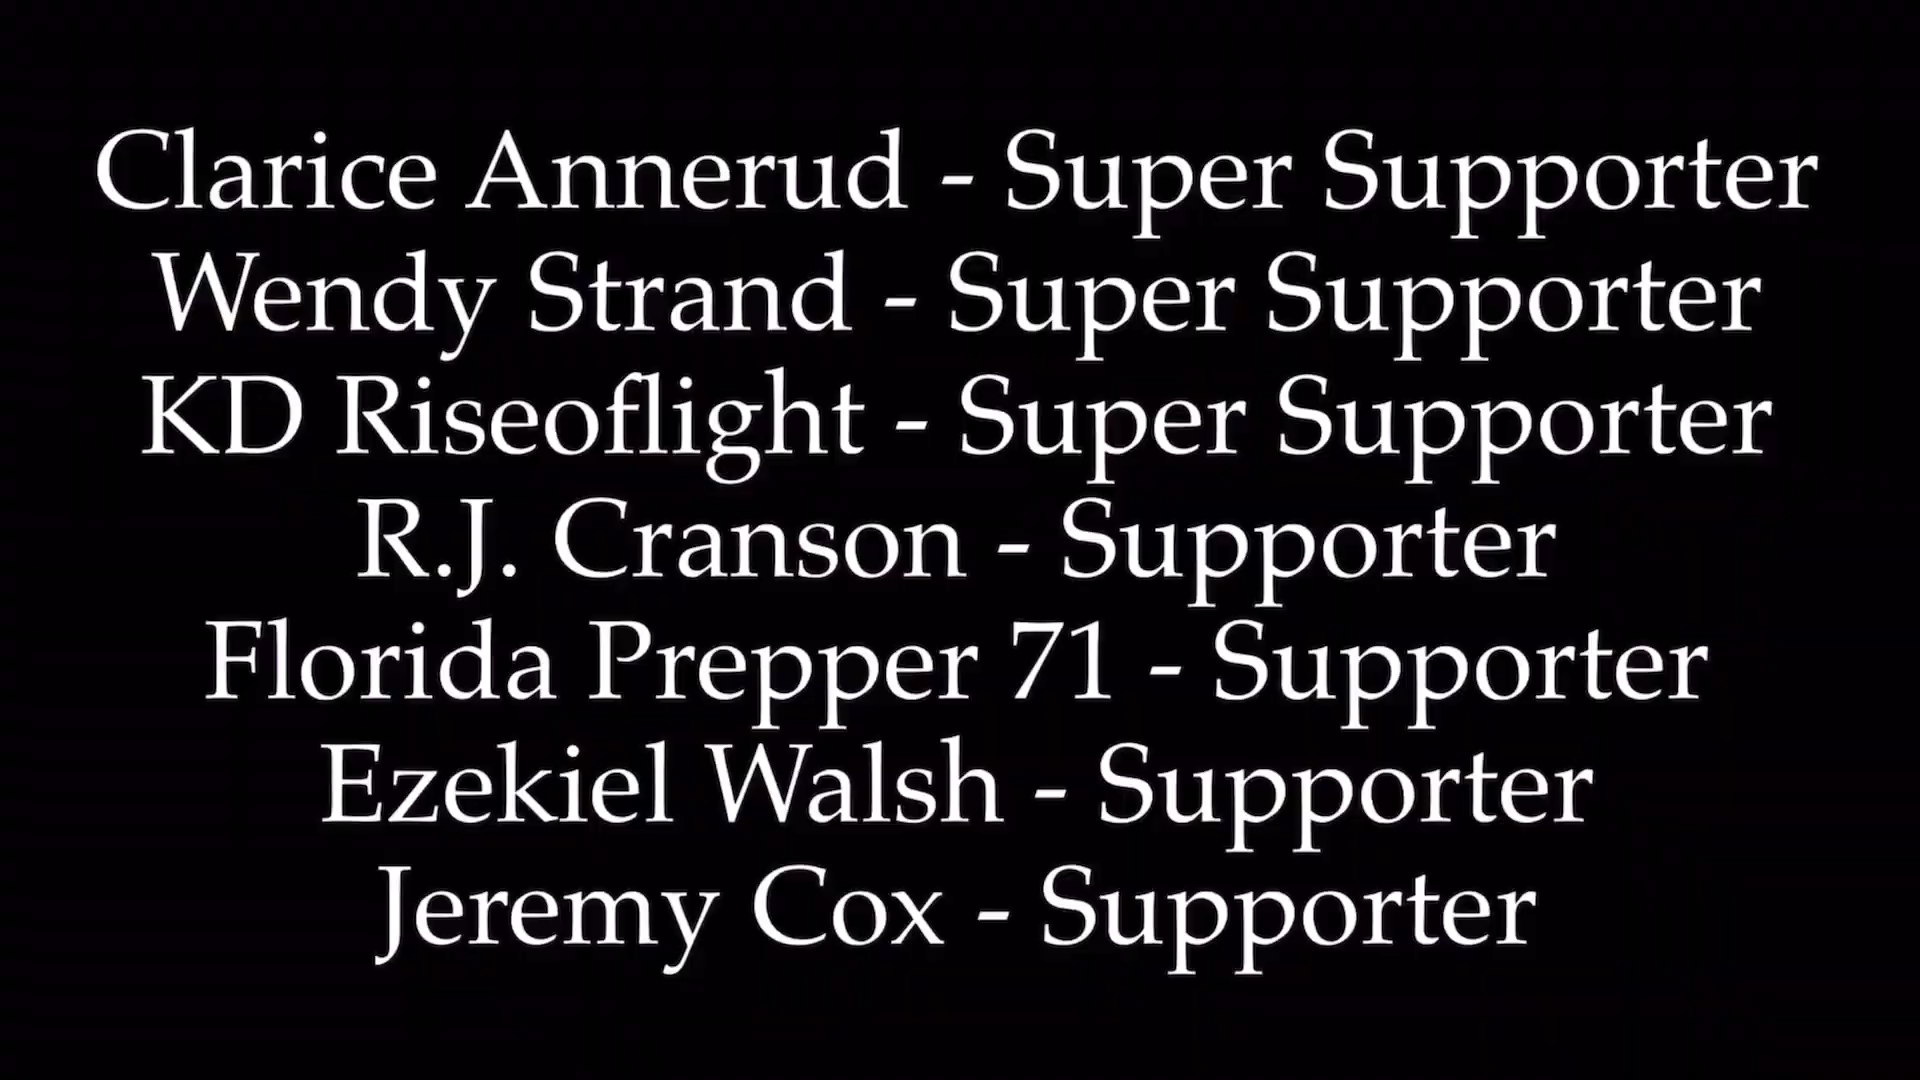 Clarice Annerud - Super Supporter
Wendy Strand - Super Supporter
KD Riseoflight - Super Supporter
R.J. Cranson - Supporter
Florida Prepper 71 - Supporter
Ezekiel Walsh - Supporter
Jeremy Cox - Supporter